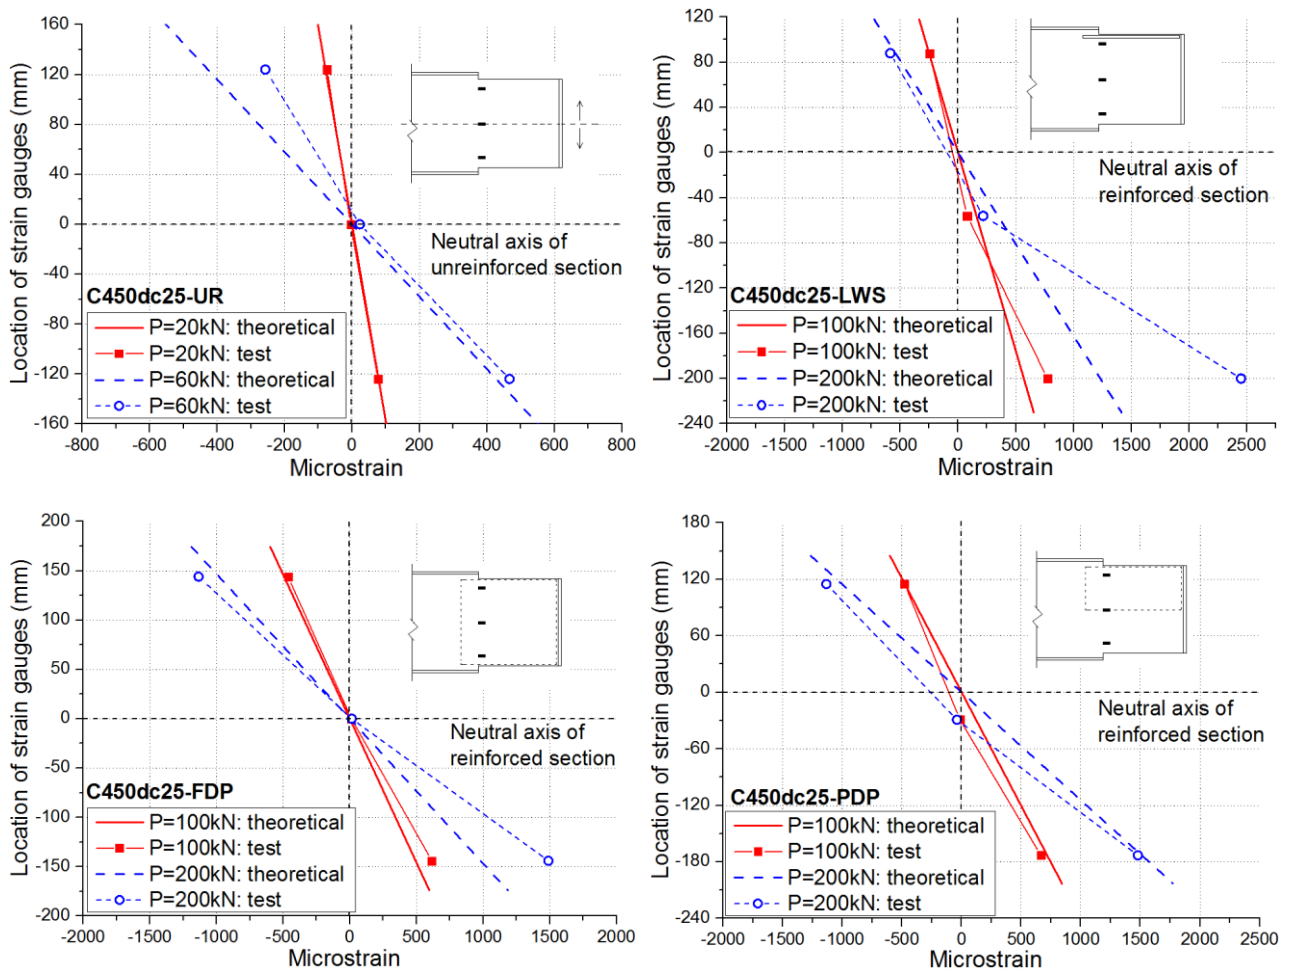 160
120
80
40
0
-40
-80
-120
-160
Location of strain gauges (mm)
Neutral axis of
unreinforced section
C450dc25-UR
P=20kN: theoretical
P=20kN: test
P=60kN: theoretical
P=60kN: test
-800 -600 -400 -200 0 200 400 600 800
Microstrain
120
80
40
0
-40
-80
-120
-160
-200
-240
Location of strain gauges (mm)
Neutral axis of
reinforced section
C450dc25-LWS
P=100kN: theoretical
P=100kN: test
P=200kN: theoretical
P=200kN: test
-2000 -1500 -1000 -500 0 500 1000 1500 2000 2500
Microstrain
200
150
100
50
0
-50
-100
-150
-200
Location of strain gauges (mm)
Neutral axis of
reinforced section
C450dc25-FDP
P=100kN: theoretical
P=100kN: test
P=200kN: theoretical
P=200kN: test
-2000 -1500 -1000 -500 0 500 1000 1500 2000
Microstrain
180
120
60
0
-60
-120
-180
-240
Location of strain gauges (mm)
Neutral axis of
reinforced section
C450dc25-PDP
P=100kN: theoretical
P=100kN: test
P=200kN: theoretical
P=200kN: test
-2000 -1500 -1000 -500 0 500 1000 1500 2000 2500
Microstrain